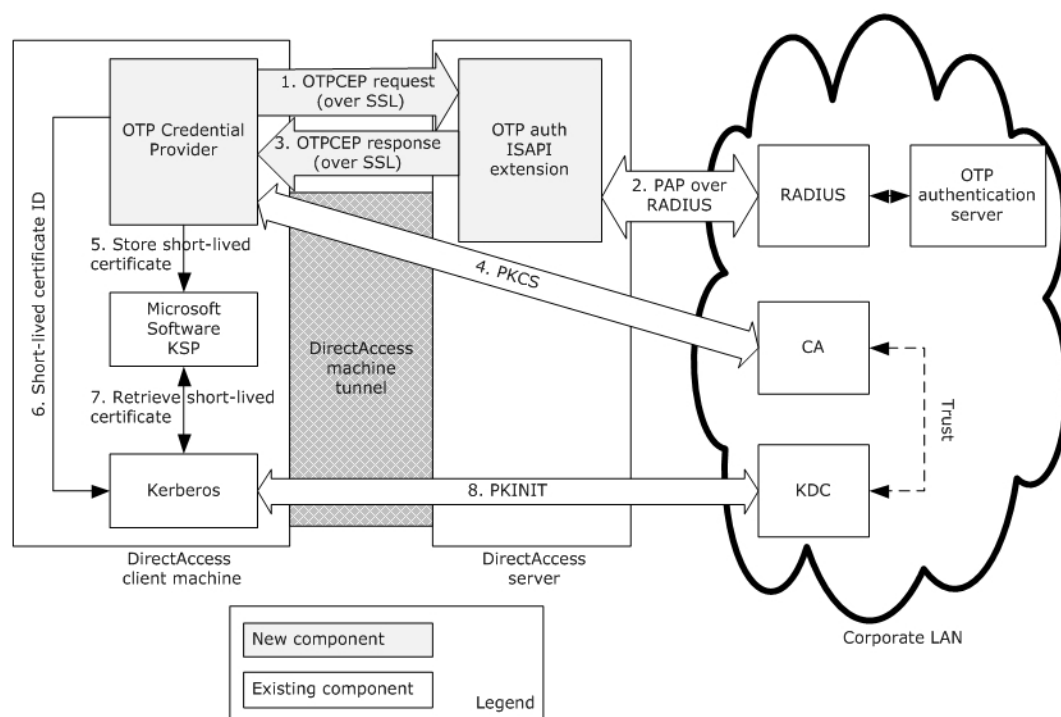 1. OTPCEP request
(over SSL)
OTP Credential
Provider
3. OTPCEP response
(over SSL)
OTP auth
ISAPI
extension
2. PAP over
RADIUS
RADIUS
OTP
authentication
server
6. Short-lived certificate ID
5. Store short-lived
certificate
4. PKCS
Microsoft
Software
KSP
DirectAccess
machine
tunnel
CA
7. Retrieve short-lived
certificate
Trust
Kerberos
8. PKINIT
KDC
DirectAccess
client machine
DirectAccess
server
Corporate LAN
New component
Existing component
Legend